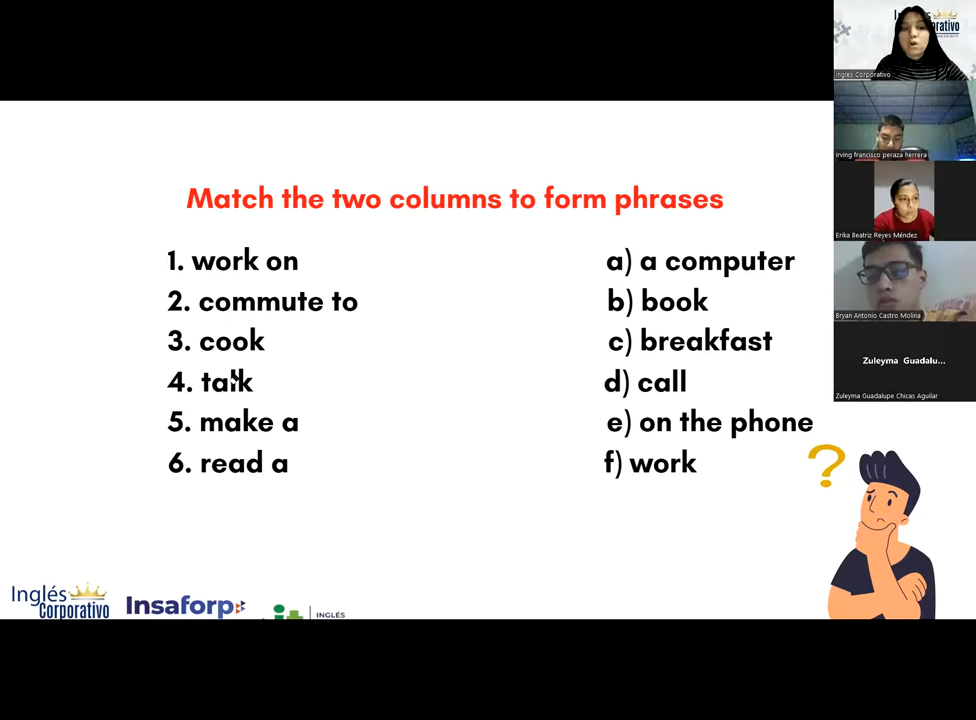 Match the two columns to form phrases
1. work on
a) a computer
2. commute to
b) book
3. cook
c) breakfast
4. talk
d) call
5. make a
e) on the phone
6. read a
f) work
?
Inglés
Corporativo
Insaforp
it
INGLÉS
Inglés Corporativo
irving francisco peraza herrera
Erika Beatriz Reyes Méndez
Bryan Antonio Castro Molina
Zuleyma Guadalu...
Zuleyma Guadalupe Chicas Aguilar